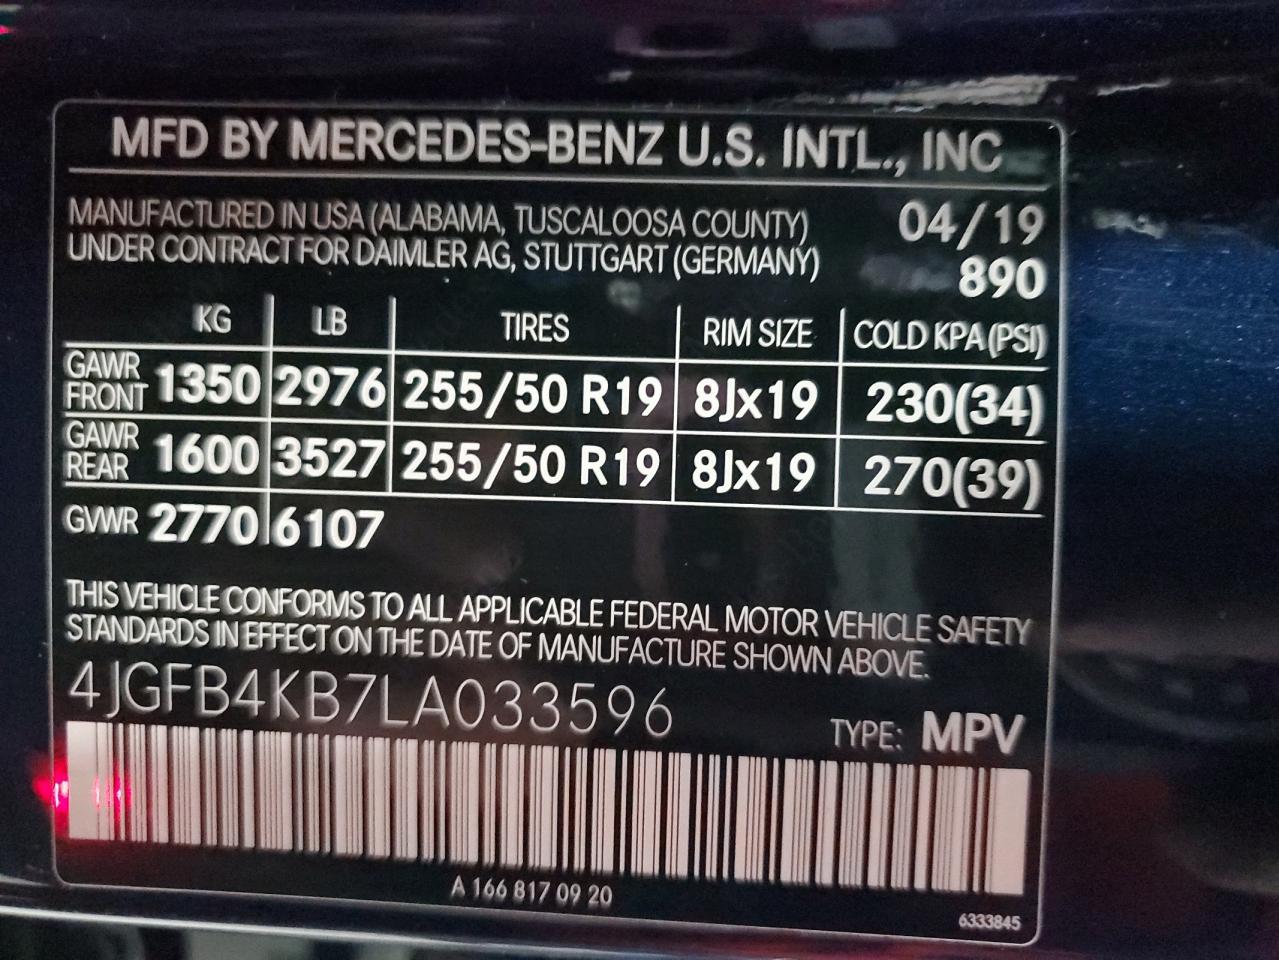 MFD BY MERCEDES-BENZ U.S. INTL., INC
MANUFACTURED IN USA (ALABAMA, TUSCALOOSA COUNTY) 04/19
UNDER CONTRACT FOR DAIMLER AG, STUTTGART (GERMANY) 890
KG LB TIRES RIM SIZE COLD KPA (PSI)
GAWR FRONT 1350 2976 255/50 R19 8Jx19 230(34)
GAWR REAR 1600 3527 255/50 R19 8Jx19 270(39)
GVWR 2770 6107
THIS VEHICLE CONFORMS TO ALL APPLICABLE FEDERAL MOTOR VEHICLE SAFETY
STANDARDS IN EFFECT ON THE DATE OF MANUFACTURE SHOWN ABOVE.
4JGFB4KB7LA033596 TYPE: MPV
A 166 817 09 20
6333845